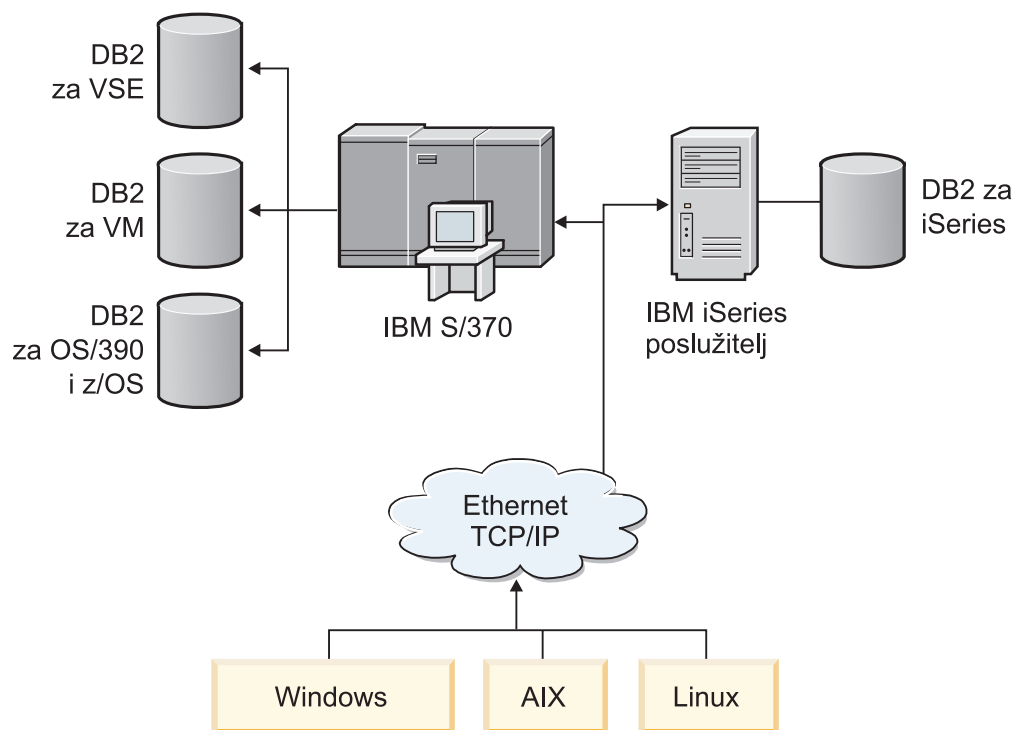 DB2
za VSE
DB2
za VM
DB2
za OS/390
i z/OS
IBM S/370
IBM iSeries
poslužitelj
DB2 za
iSeries
Ethernet
TCP/IP
Windows
AIX
Linux